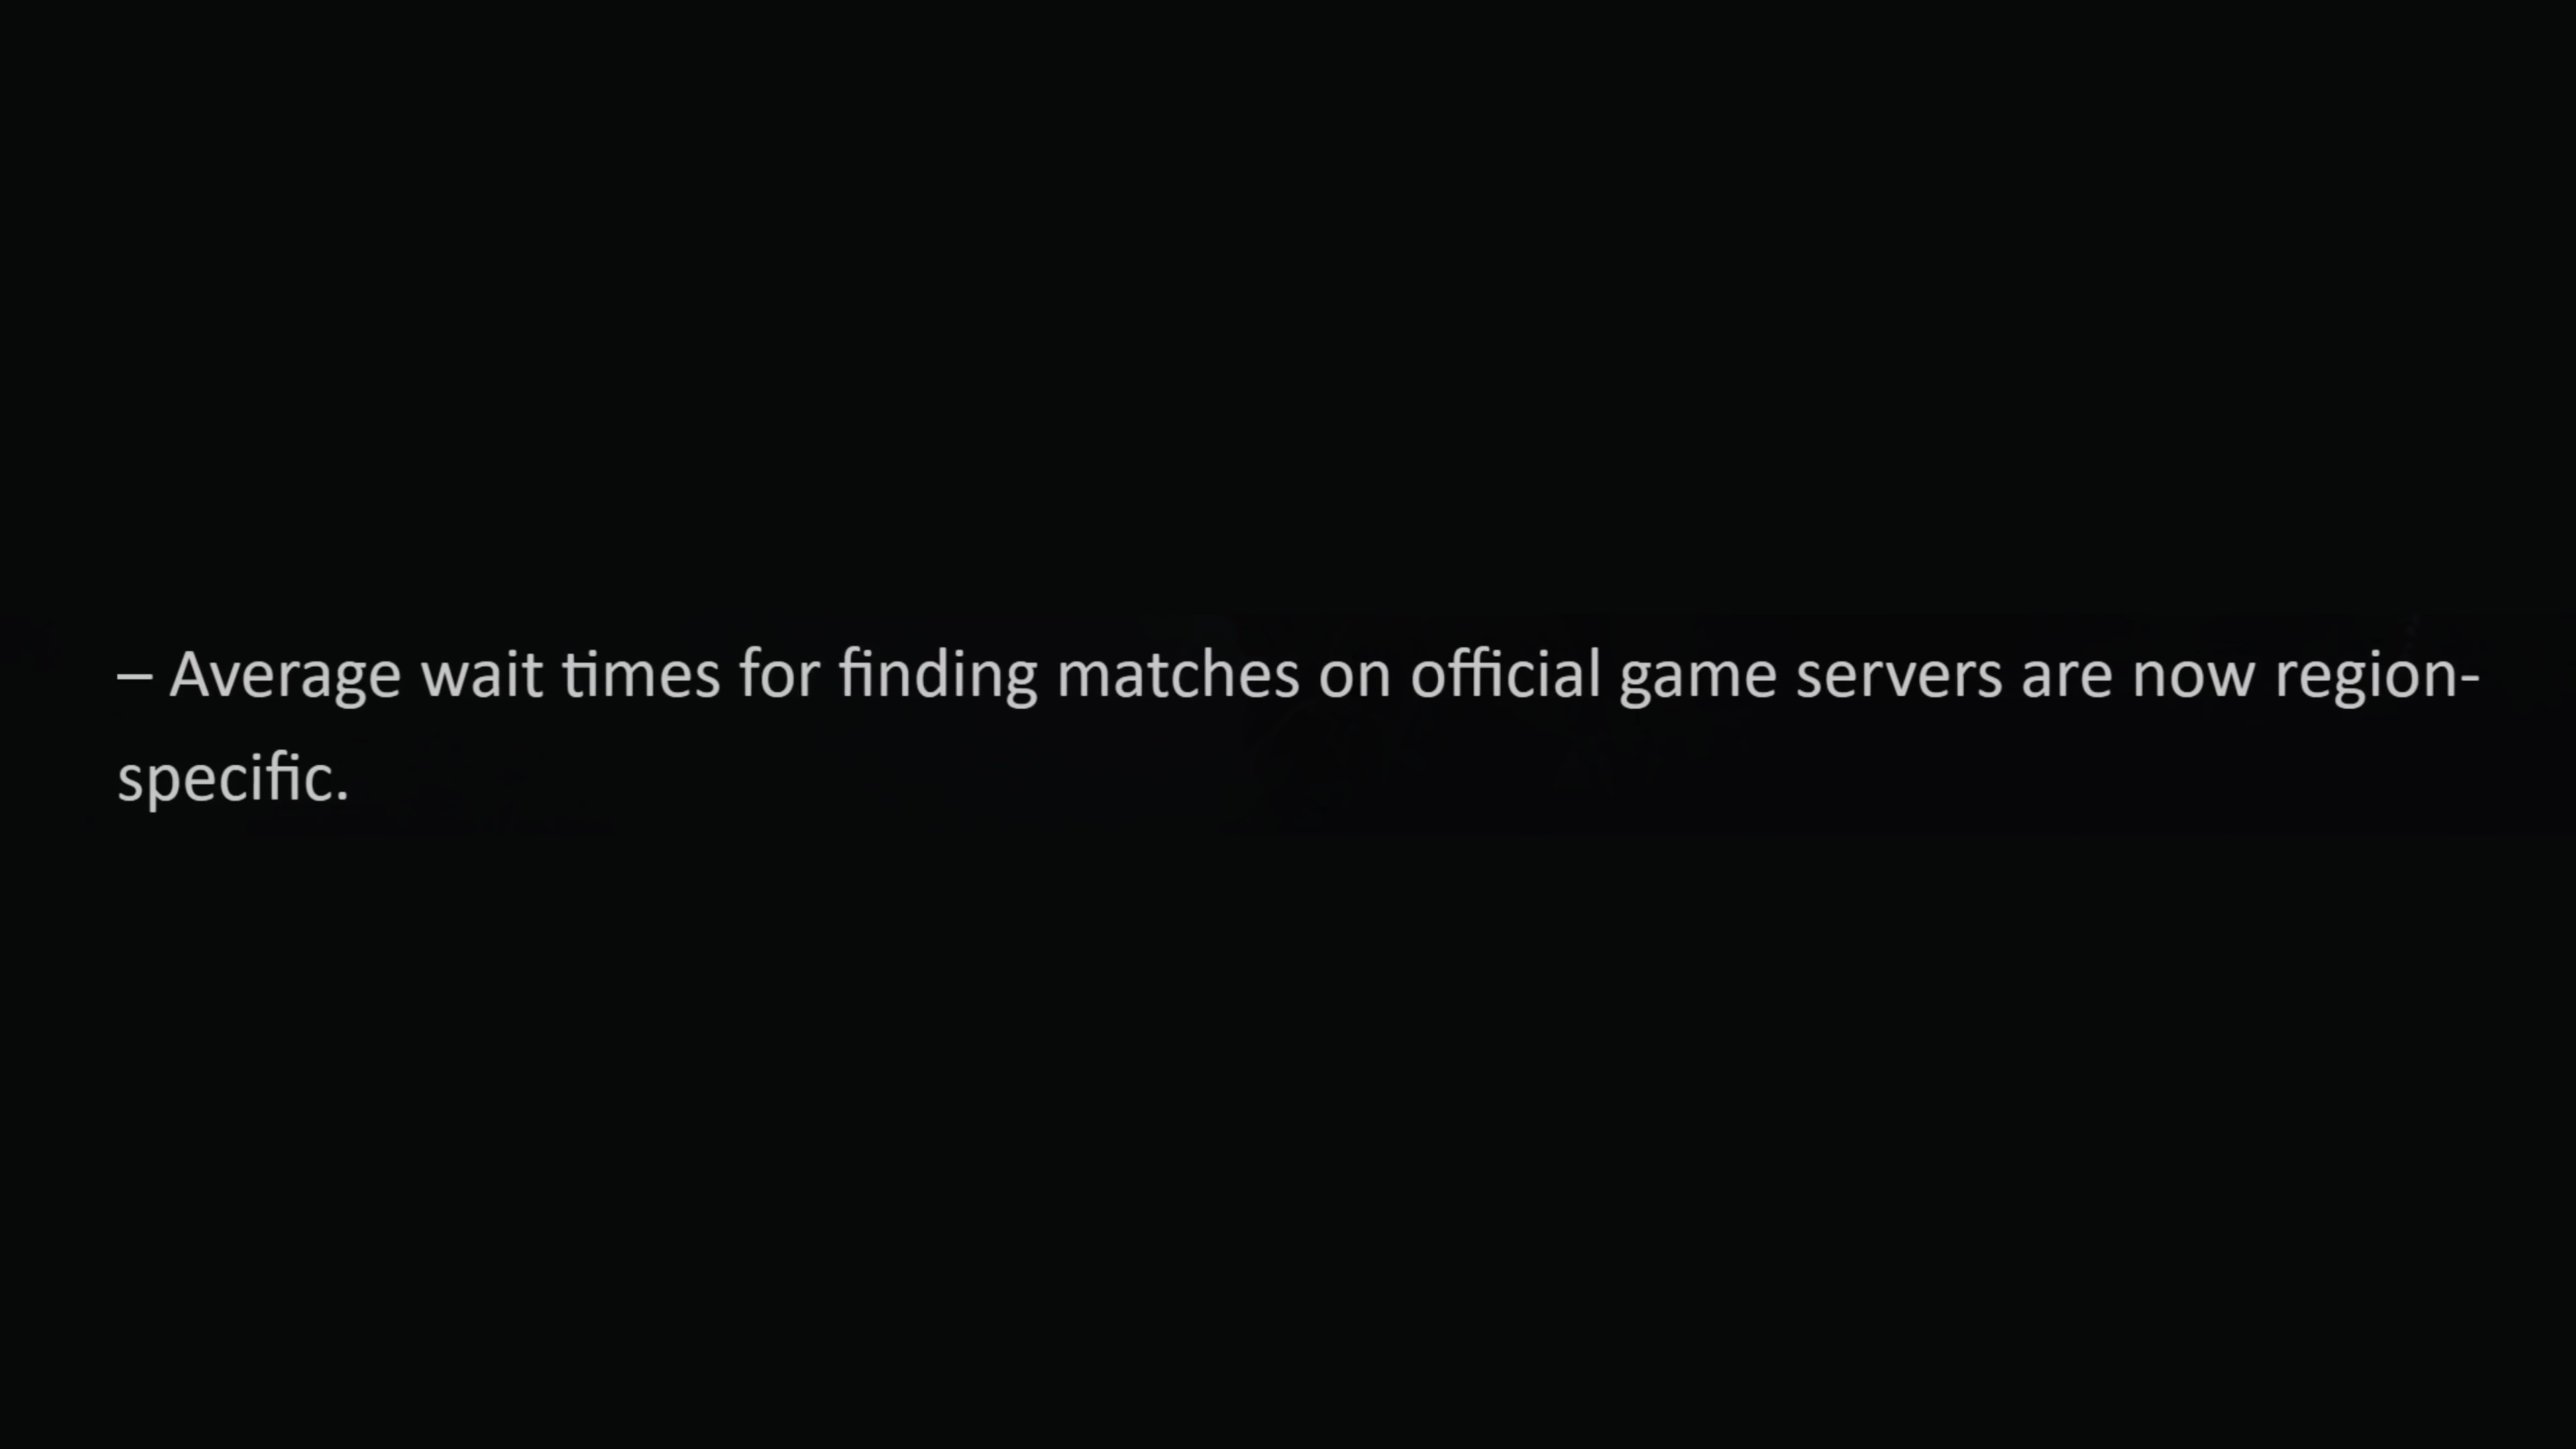 – Average wait times for finding matches on official game servers are now region-
specific.